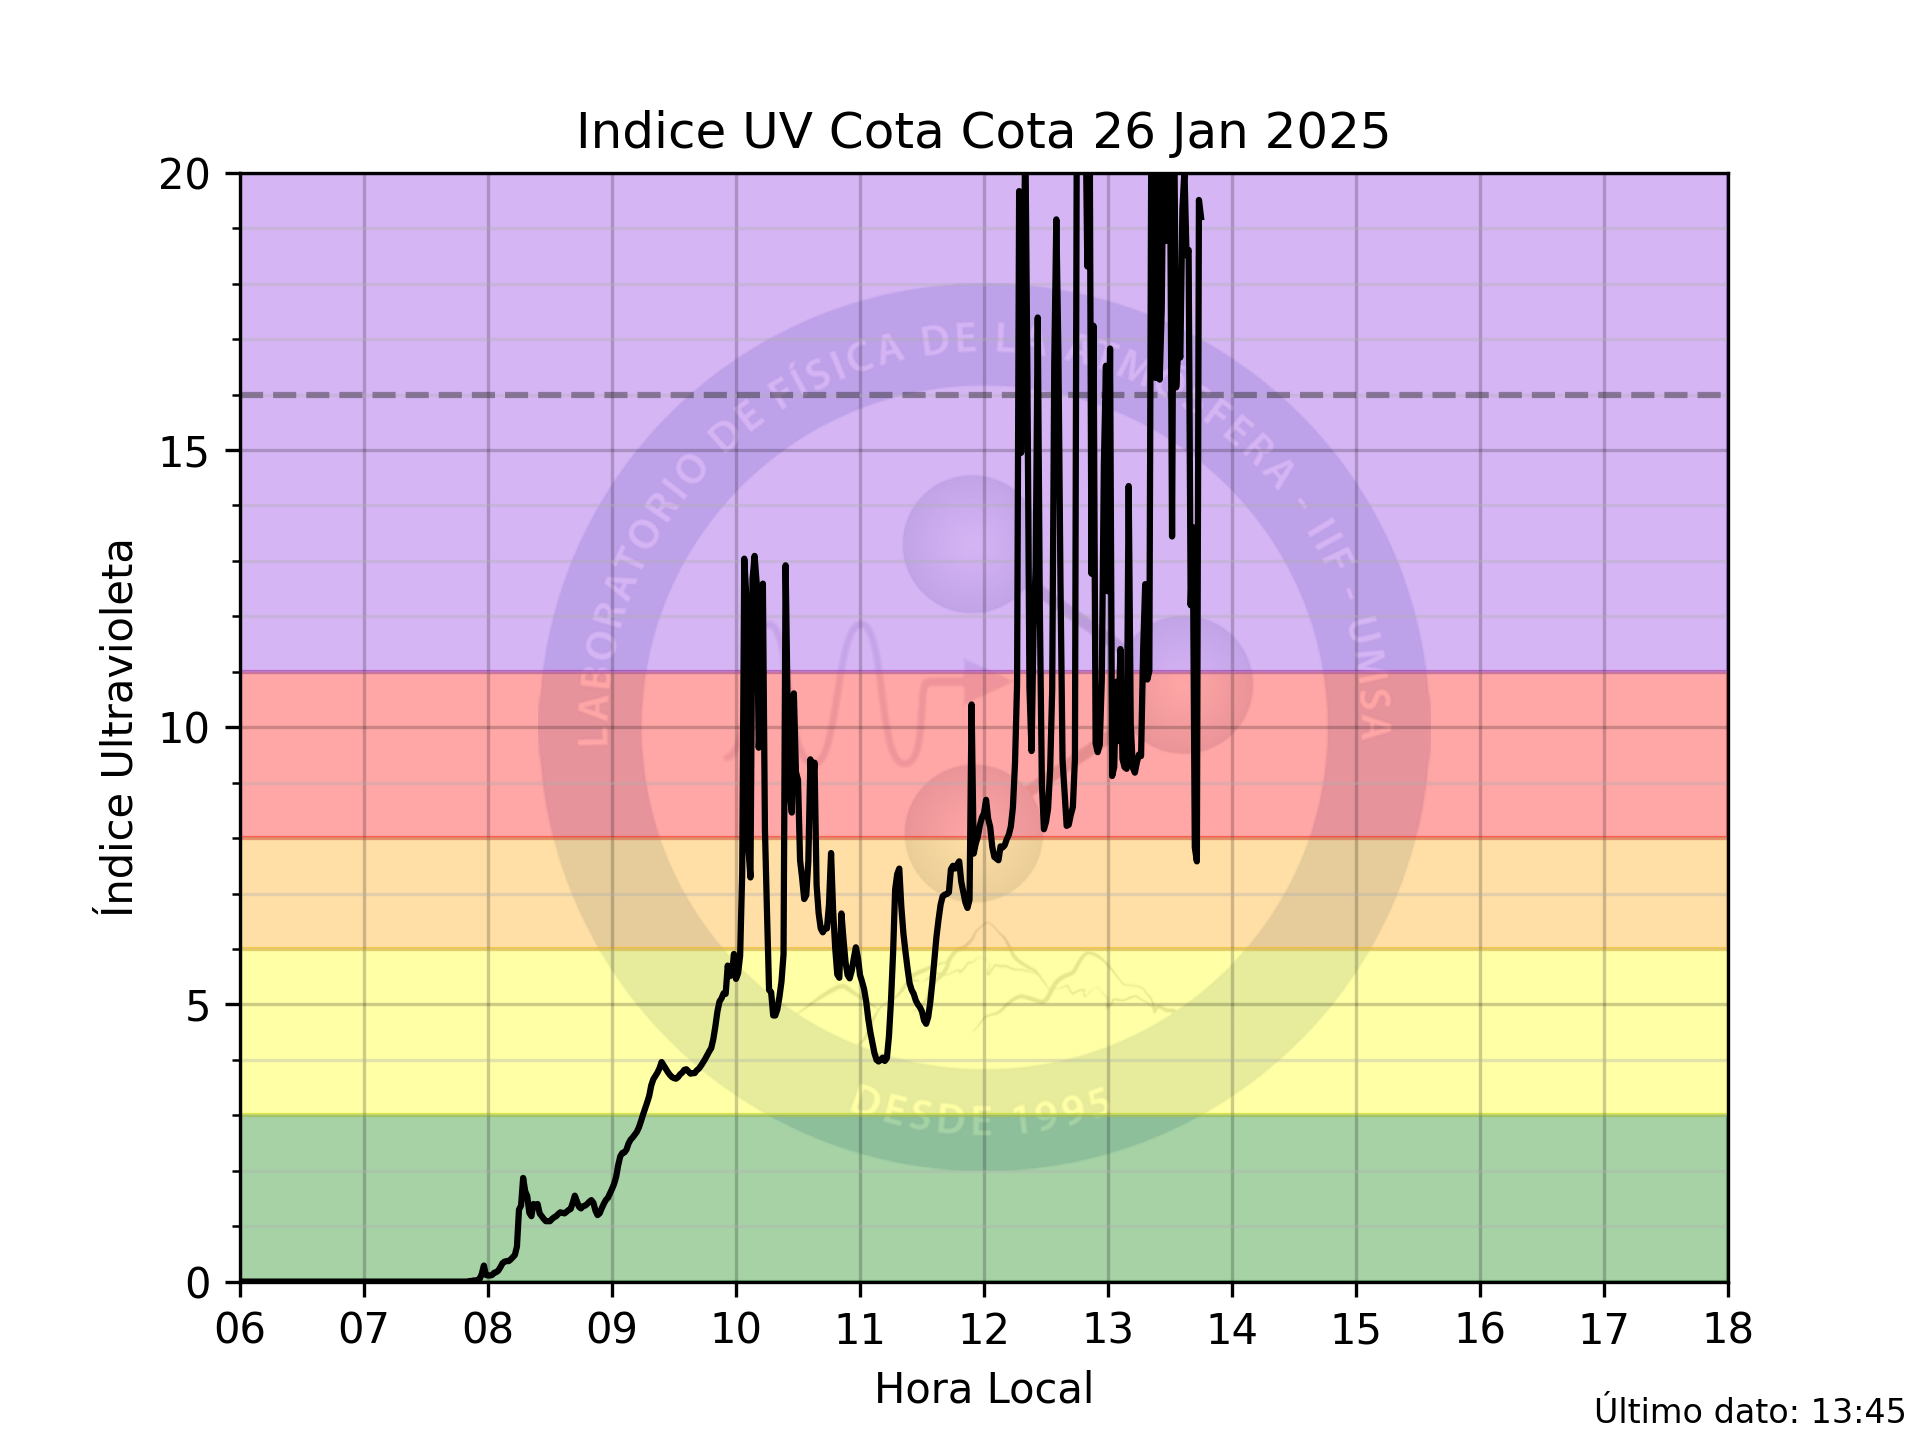 Indice UV Cota Cota 26 Jan 2025
20
15
10
5
0
Índice Ultravioleta
LABORATORIO DE FÍSICA DE LA ATMÓSFERA - IIF - UMSA
DESDE 1995
06 07 08 09 10 11 12 13 14 15 16 17 18
Hora Local
Último dato: 13:45